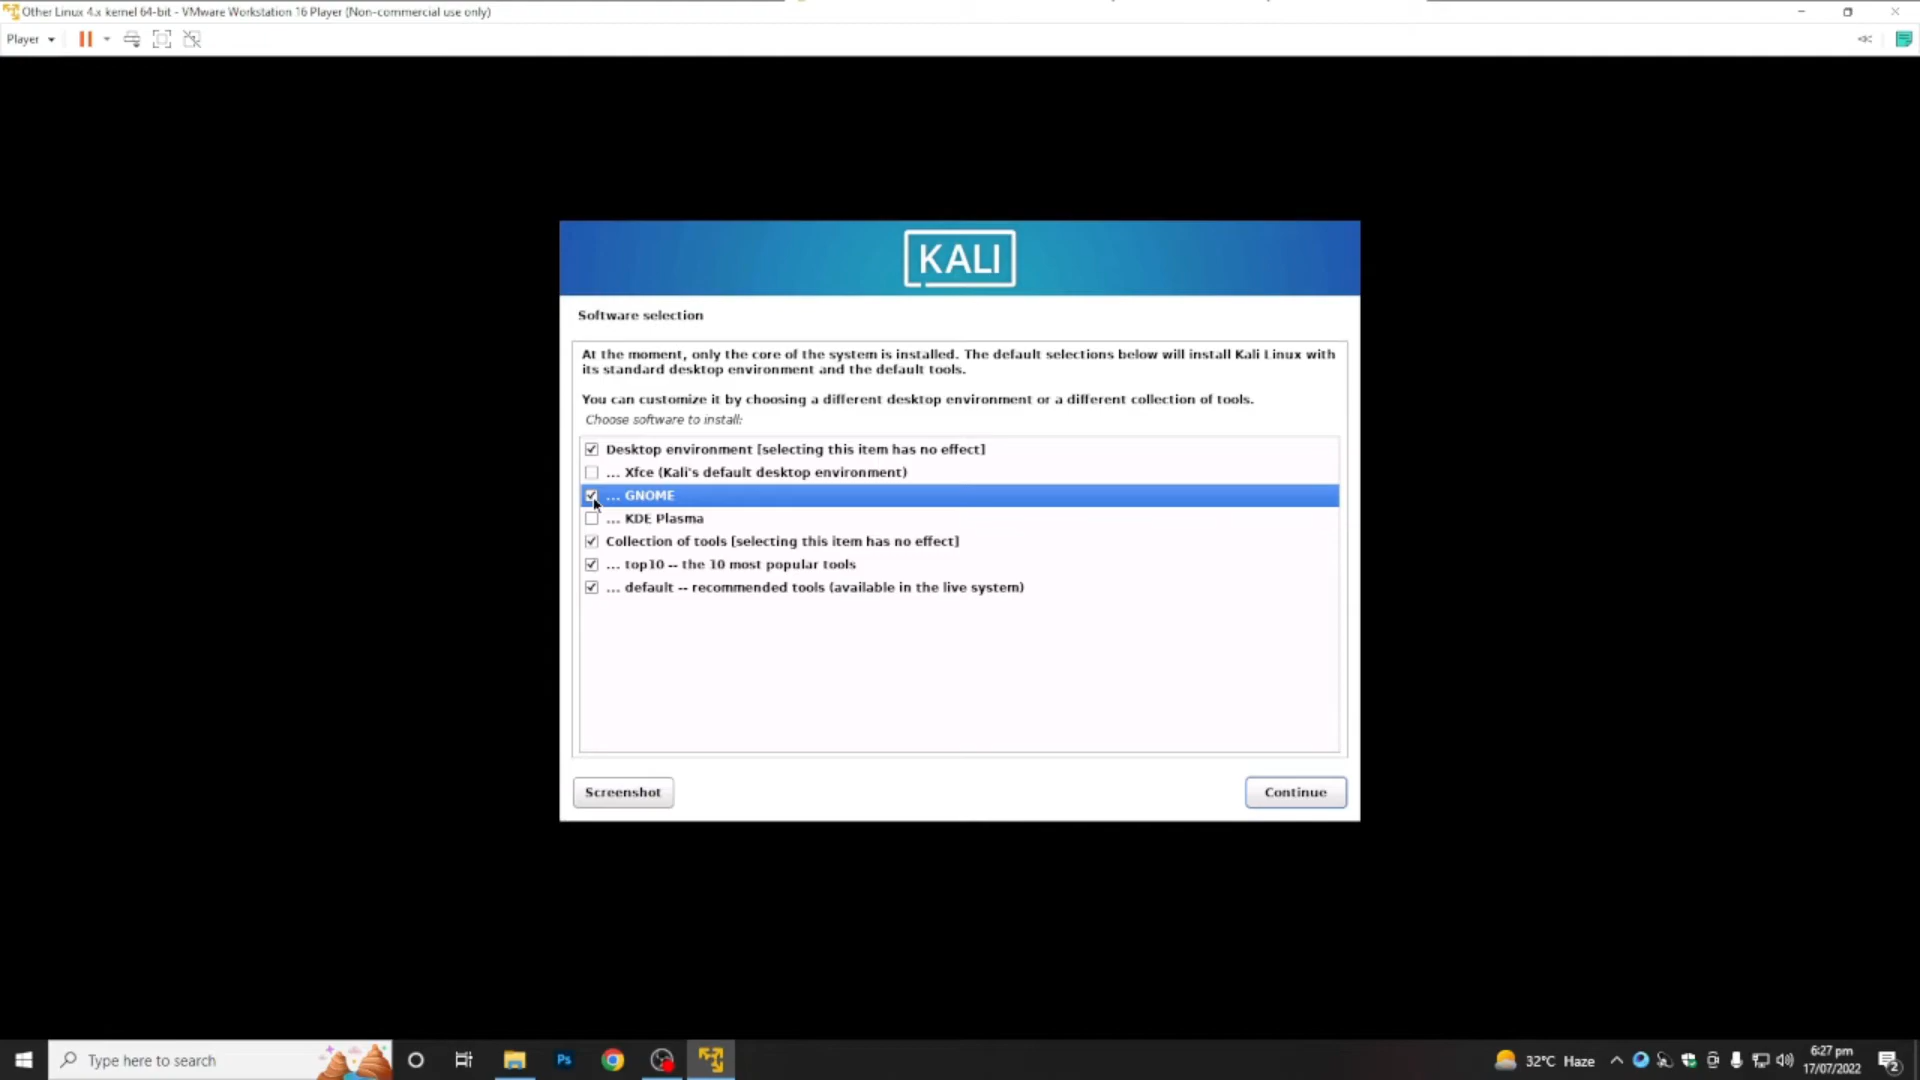 Other Linux 4.x kernel 64-bit - VMware Workstation 16 Player (Non-commercial use only)
Player
KALI
Software selection
At the moment, only the core of the system is installed. The default selections below will install Kali Linux with
its standard desktop environment and the default tools.
You can customize it by choosing a different desktop environment or a different collection of tools.
Choose software to install:
Desktop environment [selecting this item has no effect]
... Xfce (Kali's default desktop environment)
... GNOME
... KDE Plasma
Collection of tools [selecting this item has no effect]
... top10 -- the 10 most popular tools
... default -- recommended tools (available in the live system)
Screenshot
Continue
Type here to search
Ps
32°C Haze
6:27 pm
17/07/2022
2